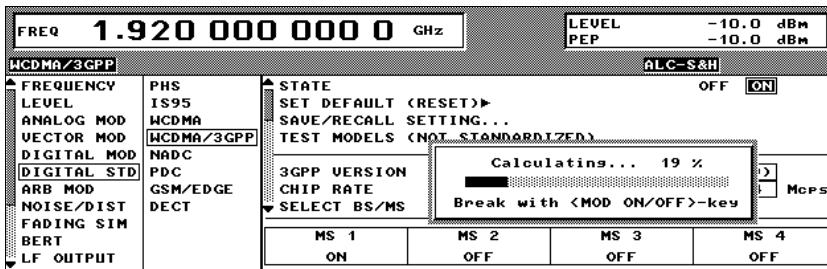 FREQ 1.920 000 000 0 GHz
LEVEL -10.0 dBm
PEP -10.0 dBm
WCDMA/3GPP
ALC-S&H
FREQUENCY
LEVEL
ANALOG MOD
VECTOR MOD
DIGITAL MOD
DIGITAL STD
ARB MOD
NOISE/DIST
FADING SIM
BERT
LF OUTPUT
PHS
IS95
WCDMA
WCDMA/3GPP
NADC
PDC
GSM/EDGE
DECT
STATE OFF ON
SET DEFAULT (RESET)►
SAVE/RECALL SETTING...
TEST MODELS (NOT STANDARDIZED)
3GPP VERSION )
CHIP RATE Mcps
SELECT BS/MS
Calculating... 19 %
Break with <MOD ON/OFF>-key
MS 1 MS 2 MS 3 MS 4
ON OFF OFF OFF